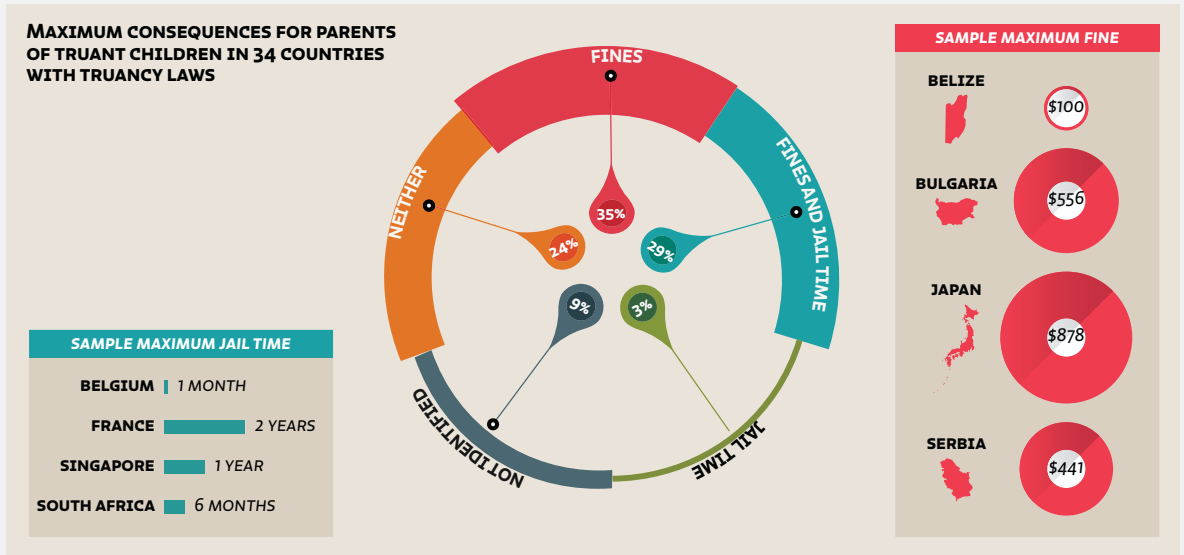 MAXIMUM CONSEQUENCES FOR PARENTS
OF TRUANT CHILDREN IN 34 COUNTRIES
WITH TRUANCY LAWS
FINES
35%
FINES AND JAIL TIME
29%
NEITHER
24%
9%
3%
NOT IDENTIFIED
JAIL TIME
SAMPLE MAXIMUM JAIL TIME
BELGIUM 1 MONTH
FRANCE 2 YEARS
SINGAPORE 1 YEAR
SOUTH AFRICA 6 MONTHS
SAMPLE MAXIMUM FINE
BELIZE
$100
BULGARIA
$556
JAPAN
$878
SERBIA
$441